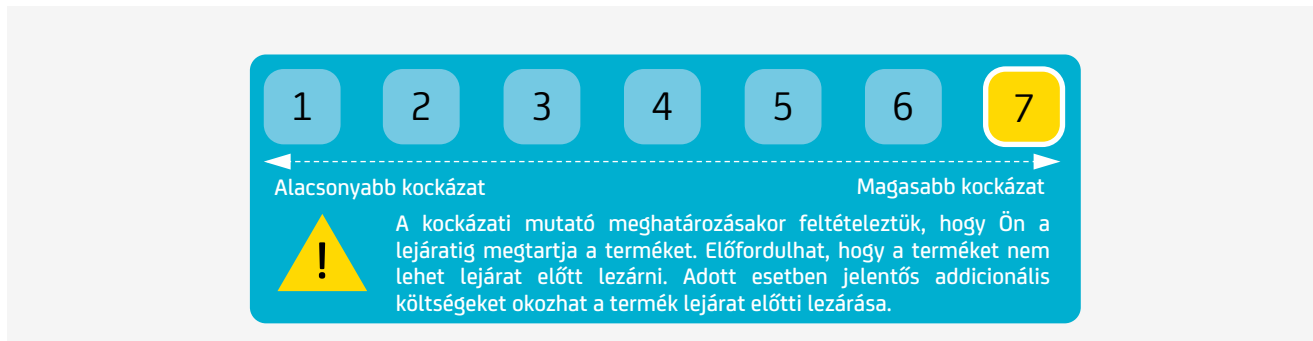 1 2 3 4 5 6 7
Alacsonyabb kockázat Magasabb kockázat
A kockázati mutató meghatározásakor feltételeztük, hogy Ön a
lejáratig megtartja a terméket. Előfordulhat, hogy a terméket nem
lehet lejárat előtt lezárni. Adott esetben jelentős addicionális
költségeket okozhat a termék lejárat előtti lezárása.
!